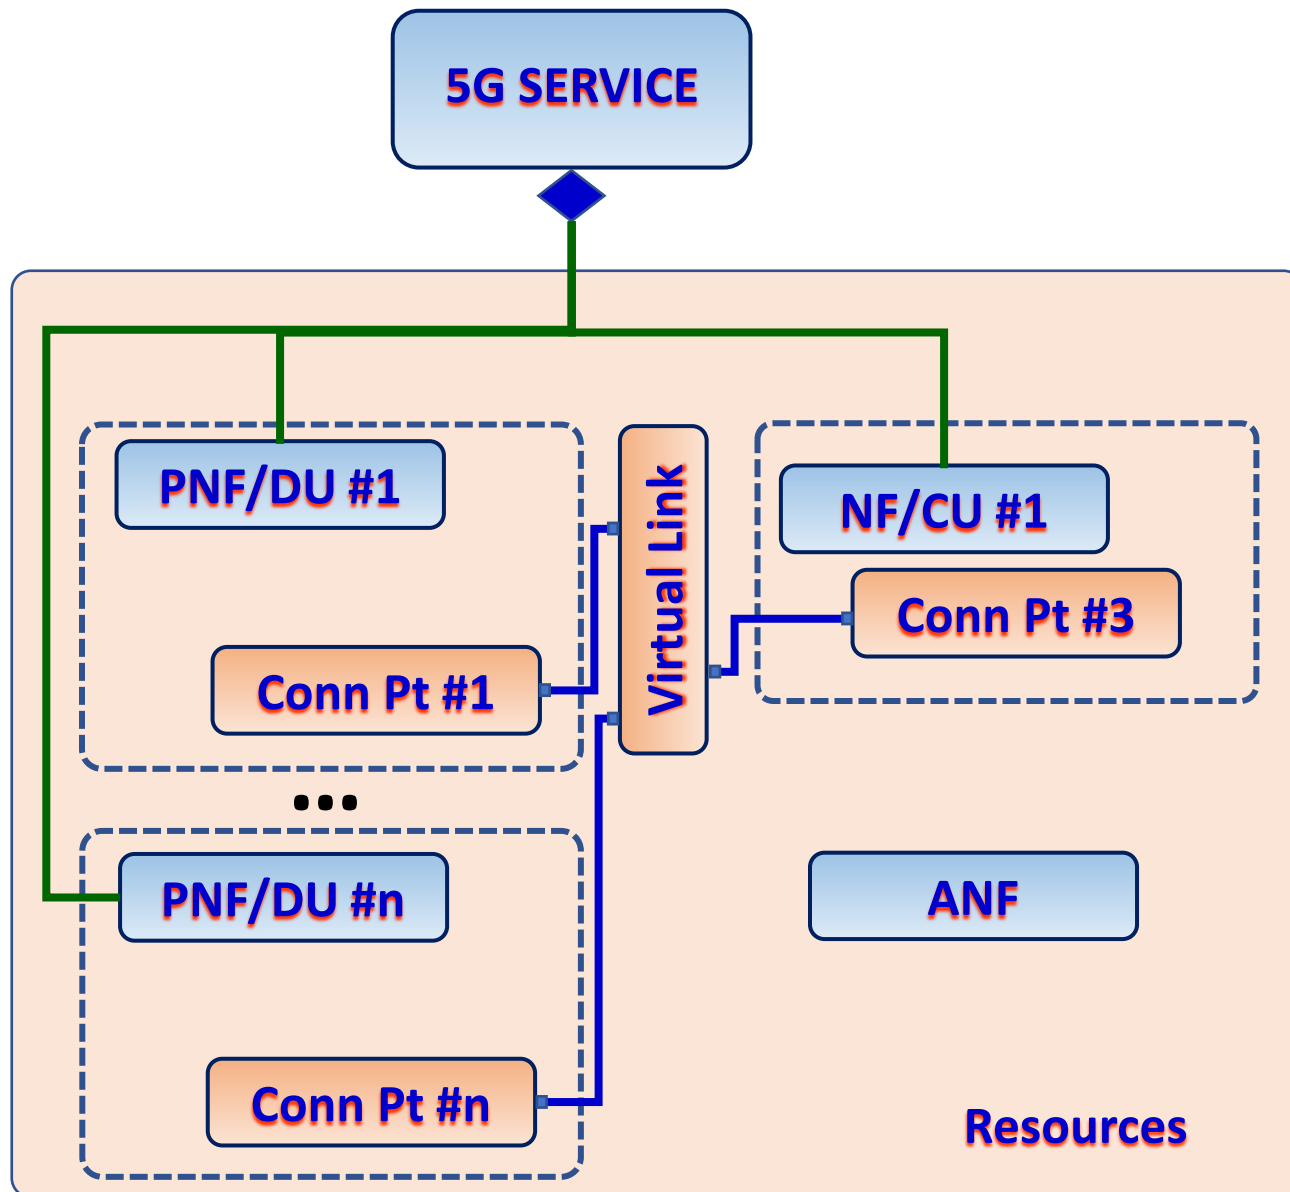 5G SERVICE
PNF/DU #1
Conn Pt #1
Virtual Link
NF/CU #1
Conn Pt #3
...
PNF/DU #n
Conn Pt #n
ANF
Resources